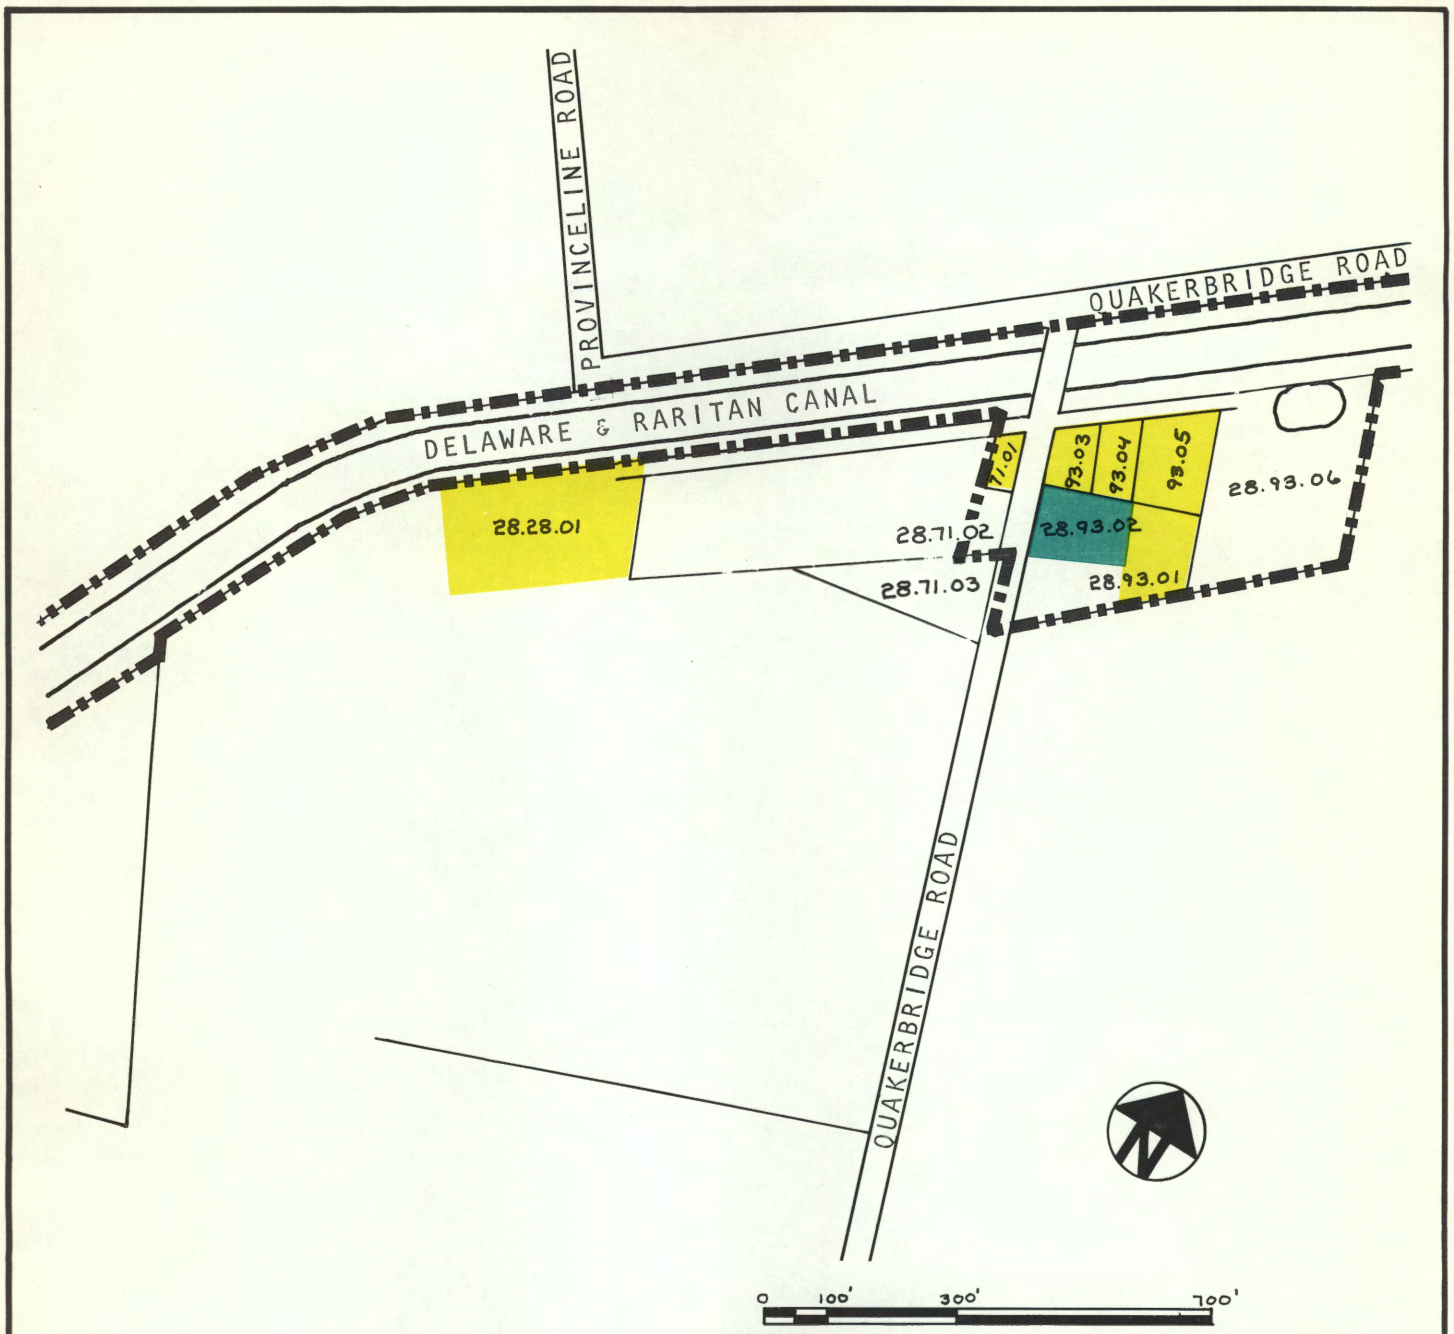 PROVINCELINE ROAD
QUAKERBRIDGE ROAD
DELAWARE & RARITAN CANAL
71.01
93.03
93.04
93.05
28.93.06
28.28.01
28.71.02
28.93.02
28.71.03
28.93.01
QUAKERBRIDGE ROAD
N
0 100' 300' 700'